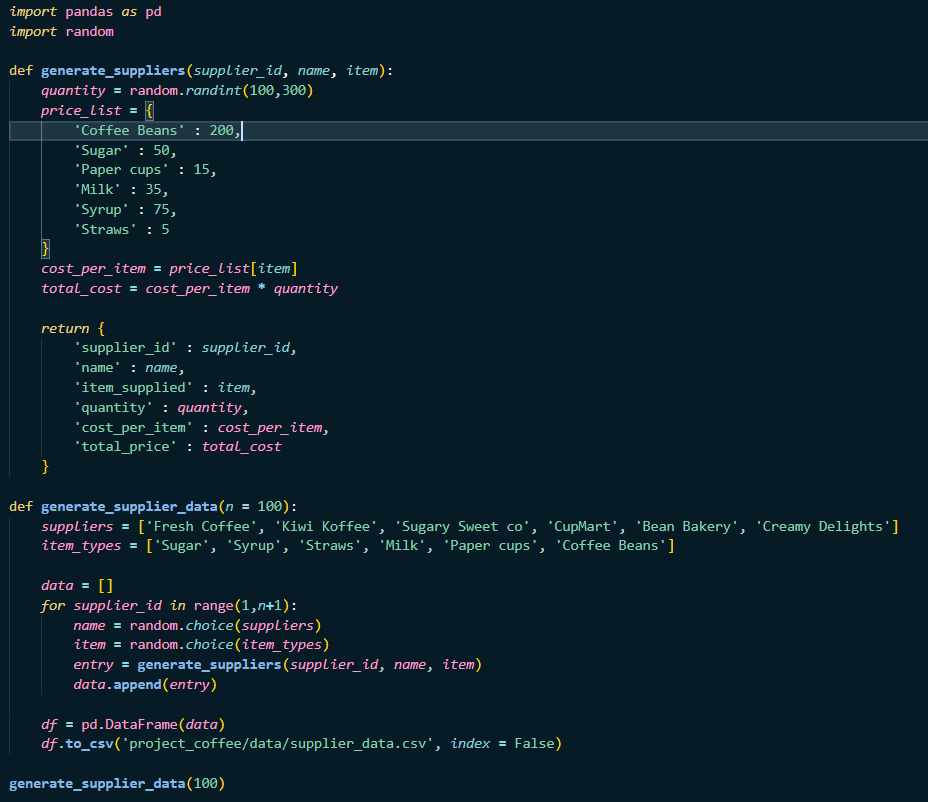 import pandas as pd
import random

def generate_suppliers(supplier_id, name, item):
    quantity = random.randint(100,300)
    price_list = {
        'Coffee Beans' : 200,
        'Sugar' : 50,
        'Paper cups' : 15,
        'Milk' : 35,
        'Syrup' : 75,
        'Straws' : 5
    }
    cost_per_item = price_list[item]
    total_cost = cost_per_item * quantity

    return {
        'supplier_id' : supplier_id,
        'name' : name,
        'item_supplied' : item,
        'quantity' : quantity,
        'cost_per_item' : cost_per_item,
        'total_price' : total_cost
    }

def generate_supplier_data(n = 100):
    suppliers = ['Fresh Coffee', 'Kiwi Koffee', 'Sugary Sweet co', 'CupMart', 'Bean Bakery', 'Creamy Delights']
    item_types = ['Sugar', 'Syrup', 'Straws', 'Milk', 'Paper cups', 'Coffee Beans']

    data = []
    for supplier_id in range(1,n+1):
        name = random.choice(suppliers)
        item = random.choice(item_types)
        entry = generate_suppliers(supplier_id, name, item)
        data.append(entry)

    df = pd.DataFrame(data)
    df.to_csv('project_coffee/data/supplier_data.csv', index = False)

generate_supplier_data(100)